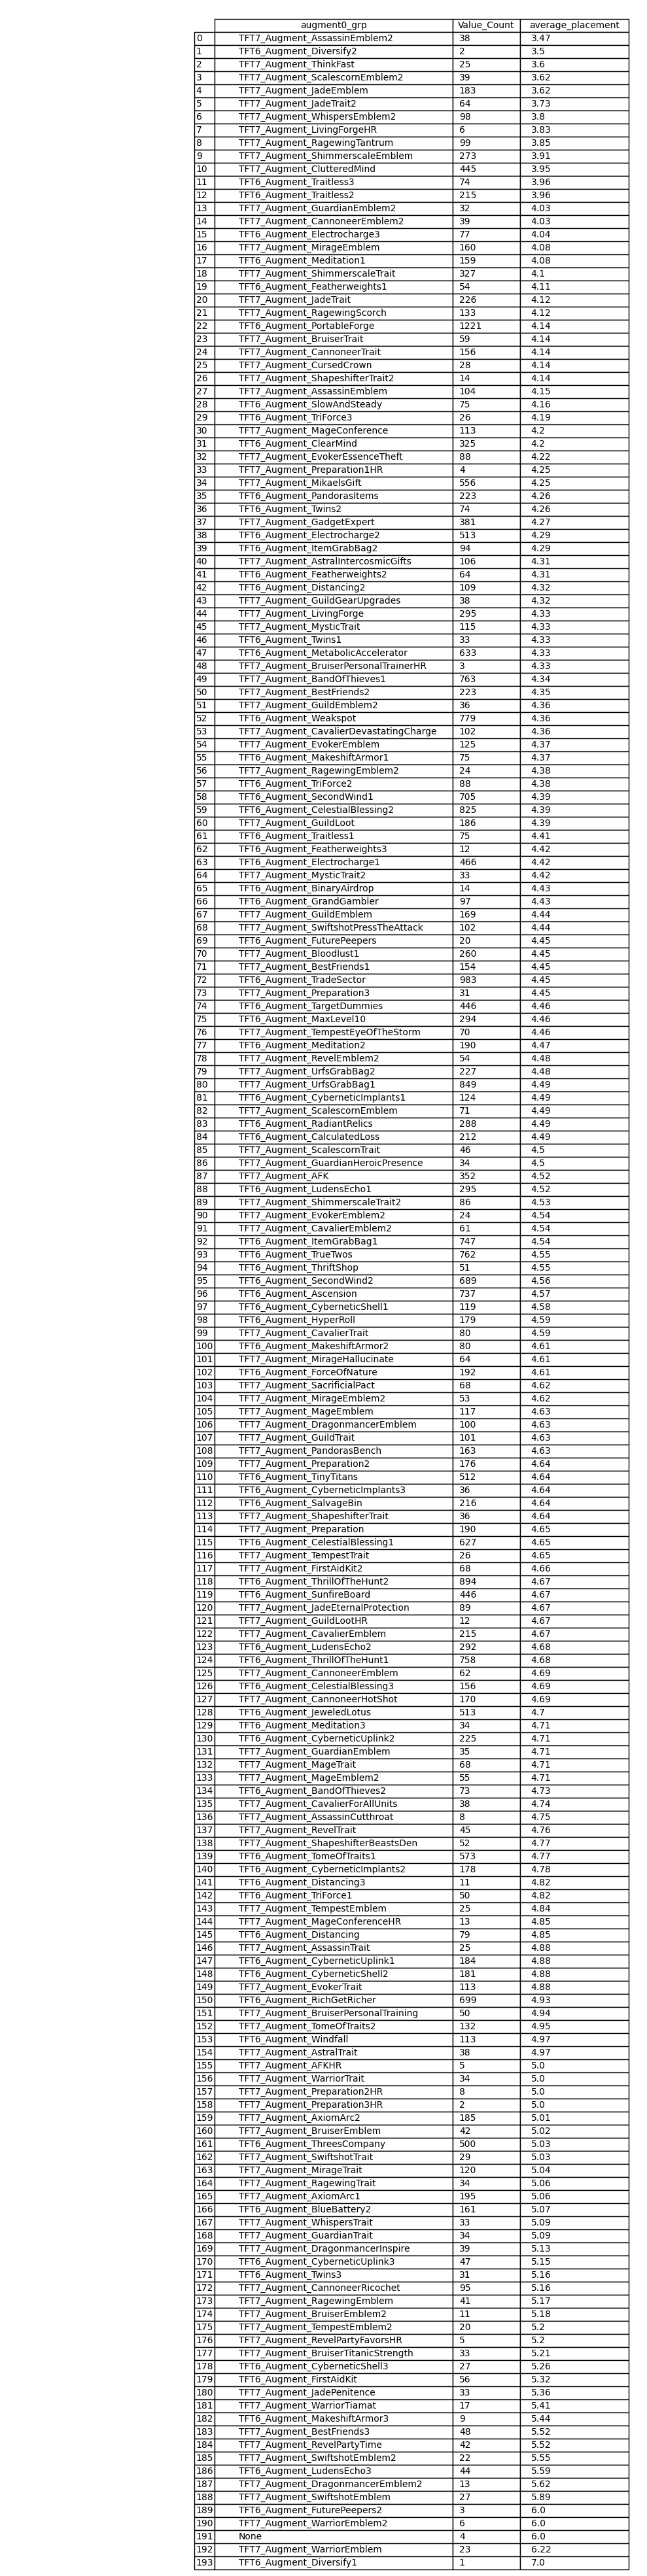 augment0_grp Value_Count average_placement
0 TFT7_Augment_AssassinEmblem2 38 3.47
1 TFT6_Augment_Diversify2 2 3.5
2 TFT7_Augment_ThinkFast 25 3.6
3 TFT7_Augment_ScalescornEmblem2 39 3.62
4 TFT7_Augment_JadeEmblem 183 3.62
5 TFT7_Augment_JadeTrait2 64 3.73
6 TFT7_Augment_WhispersEmblem2 98 3.8
7 TFT7_Augment_LivingForgeHR 6 3.83
8 TFT7_Augment_RagewingTantrum 99 3.85
9 TFT7_Augment_ShimmerscaleEmblem 273 3.91
10 TFT7_Augment_ClutteredMind 445 3.95
11 TFT6_Augment_Traitless3 74 3.96
12 TFT6_Augment_Traitless2 215 3.96
13 TFT7_Augment_GuardianEmblem2 32 4.03
14 TFT7_Augment_CannoneerEmblem2 39 4.03
15 TFT6_Augment_Electrocharge3 77 4.04
16 TFT7_Augment_MirageEmblem 160 4.08
17 TFT6_Augment_Meditation1 159 4.08
18 TFT7_Augment_ShimmerscaleTrait 327 4.1
19 TFT6_Augment_Featherweights1 54 4.11
20 TFT7_Augment_JadeTrait 226 4.12
21 TFT7_Augment_RagewingScorch 133 4.12
22 TFT6_Augment_PortableForge 1221 4.14
23 TFT7_Augment_BruiserTrait 59 4.14
24 TFT7_Augment_CannoneerTrait 156 4.14
25 TFT7_Augment_CursedCrown 28 4.14
26 TFT7_Augment_ShapeshifterTrait2 14 4.14
27 TFT7_Augment_AssassinEmblem 104 4.15
28 TFT6_Augment_SlowAndSteady 75 4.16
29 TFT6_Augment_TriForce3 26 4.19
30 TFT7_Augment_MageConference 113 4.2
31 TFT6_Augment_ClearMind 325 4.2
32 TFT7_Augment_EvokerEssenceTheft 88 4.22
33 TFT7_Augment_Preparation1HR 4 4.25
34 TFT7_Augment_MikaelsGift 556 4.25
35 TFT6_Augment_PandorasItems 223 4.26
36 TFT6_Augment_Twins2 74 4.26
37 TFT7_Augment_GadgetExpert 381 4.27
38 TFT6_Augment_Electrocharge2 513 4.29
39 TFT6_Augment_ItemGrabBag2 94 4.29
40 TFT7_Augment_AstralIntercosmicGifts 106 4.31
41 TFT6_Augment_Featherweights2 64 4.31
42 TFT6_Augment_Distancing2 109 4.32
43 TFT7_Augment_GuildGearUpgrades 38 4.32
44 TFT7_Augment_LivingForge 295 4.33
45 TFT7_Augment_MysticTrait 115 4.33
46 TFT6_Augment_Twins1 33 4.33
47 TFT6_Augment_MetabolicAccelerator 633 4.33
48 TFT7_Augment_BruiserPersonalTrainerHR 3 4.33
49 TFT7_Augment_BandOfThieves1 763 4.34
50 TFT7_Augment_BestFriends2 223 4.35
51 TFT7_Augment_GuildEmblem2 36 4.36
52 TFT6_Augment_Weakspot 779 4.36
53 TFT7_Augment_CavalierDevastatingCharge 102 4.36
54 TFT7_Augment_EvokerEmblem 125 4.37
55 TFT6_Augment_MakeshiftArmor1 75 4.37
56 TFT7_Augment_RagewingEmblem2 24 4.38
57 TFT6_Augment_TriForce2 88 4.38
58 TFT6_Augment_SecondWind1 705 4.39
59 TFT6_Augment_CelestialBlessing2 825 4.39
60 TFT7_Augment_GuildLoot 186 4.39
61 TFT6_Augment_Traitless1 75 4.41
62 TFT6_Augment_Featherweights3 12 4.42
63 TFT6_Augment_Electrocharge1 466 4.42
64 TFT7_Augment_MysticTrait2 33 4.42
65 TFT6_Augment_BinaryAirdrop 14 4.43
66 TFT6_Augment_GrandGambler 97 4.43
67 TFT7_Augment_GuildEmblem 169 4.44
68 TFT7_Augment_SwiftshotPressTheAttack 102 4.44
69 TFT6_Augment_FuturePeepers 20 4.45
70 TFT7_Augment_Bloodlust1 260 4.45
71 TFT7_Augment_BestFriends1 154 4.45
72 TFT6_Augment_TradeSector 983 4.45
73 TFT7_Augment_Preparation3 31 4.45
74 TFT6_Augment_TargetDummies 446 4.46
75 TFT6_Augment_MaxLevel10 294 4.46
76 TFT7_Augment_TempestEyeOfTheStorm 70 4.46
77 TFT6_Augment_Meditation2 190 4.47
78 TFT7_Augment_RevelEmblem2 54 4.48
79 TFT7_Augment_UrfsGrabBag2 227 4.48
80 TFT7_Augment_UrfsGrabBag1 849 4.49
81 TFT6_Augment_CyberneticImplants1 124 4.49
82 TFT7_Augment_ScalescornEmblem 71 4.49
83 TFT6_Augment_RadiantRelics 288 4.49
84 TFT6_Augment_CalculatedLoss 212 4.49
85 TFT7_Augment_ScalescornTrait 46 4.5
86 TFT7_Augment_GuardianHeroicPresence 34 4.5
87 TFT7_Augment_AFK 352 4.52
88 TFT6_Augment_LudensEcho1 295 4.52
89 TFT7_Augment_ShimmerscaleTrait2 86 4.53
90 TFT7_Augment_EvokerEmblem2 24 4.54
91 TFT7_Augment_CavalierEmblem2 61 4.54
92 TFT6_Augment_ItemGrabBag1 747 4.54
93 TFT6_Augment_TrueTwos 762 4.55
94 TFT6_Augment_ThriftShop 51 4.55
95 TFT6_Augment_SecondWind2 689 4.56
96 TFT6_Augment_Ascension 737 4.57
97 TFT6_Augment_CyberneticShell1 119 4.58
98 TFT6_Augment_HyperRoll 179 4.59
99 TFT7_Augment_CavalierTrait 80 4.59
100 TFT6_Augment_MakeshiftArmor2 80 4.61
101 TFT7_Augment_MirageHallucinate 64 4.61
102 TFT6_Augment_ForceOfNature 192 4.61
103 TFT7_Augment_SacrificialPact 68 4.62
104 TFT7_Augment_MirageEmblem2 53 4.62
105 TFT7_Augment_MageEmblem 117 4.63
106 TFT7_Augment_DragonmancerEmblem 100 4.63
107 TFT7_Augment_GuildTrait 101 4.63
108 TFT7_Augment_PandorasBench 163 4.63
109 TFT7_Augment_Preparation2 176 4.64
110 TFT6_Augment_TinyTitans 512 4.64
111 TFT6_Augment_CyberneticImplants3 36 4.64
112 TFT6_Augment_SalvageBin 216 4.64
113 TFT7_Augment_ShapeshifterTrait 36 4.64
114 TFT7_Augment_Preparation 190 4.65
115 TFT6_Augment_CelestialBlessing1 627 4.65
116 TFT7_Augment_TempestTrait 26 4.65
117 TFT7_Augment_FirstAidKit2 68 4.66
118 TFT6_Augment_ThrillOfTheHunt2 894 4.67
119 TFT6_Augment_SunfireBoard 446 4.67
120 TFT7_Augment_JadeEternalProtection 89 4.67
121 TFT7_Augment_GuildLootHR 12 4.67
122 TFT7_Augment_CavalierEmblem 215 4.67
123 TFT6_Augment_LudensEcho2 292 4.68
124 TFT6_Augment_ThrillOfTheHunt1 758 4.68
125 TFT7_Augment_CannoneerEmblem 62 4.69
126 TFT6_Augment_CelestialBlessing3 156 4.69
127 TFT7_Augment_CannoneerHotShot 170 4.69
128 TFT6_Augment_JeweledLotus 513 4.7
129 TFT6_Augment_Meditation3 34 4.71
130 TFT6_Augment_CyberneticUplink2 225 4.71
131 TFT7_Augment_GuardianEmblem 35 4.71
132 TFT7_Augment_MageTrait 68 4.71
133 TFT7_Augment_MageEmblem2 55 4.71
134 TFT6_Augment_BandOfThieves2 73 4.73
135 TFT7_Augment_CavalierForAllUnits 38 4.74
136 TFT7_Augment_AssassinCutthroat 8 4.75
137 TFT7_Augment_RevelTrait 45 4.76
138 TFT7_Augment_ShapeshifterBeastsDen 52 4.77
139 TFT6_Augment_TomeOfTraits1 573 4.77
140 TFT6_Augment_CyberneticImplants2 178 4.78
141 TFT6_Augment_Distancing3 11 4.82
142 TFT6_Augment_TriForce1 50 4.82
143 TFT7_Augment_TempestEmblem 25 4.84
144 TFT7_Augment_MageConferenceHR 13 4.85
145 TFT6_Augment_Distancing 79 4.85
146 TFT7_Augment_AssassinTrait 25 4.88
147 TFT6_Augment_CyberneticUplink1 184 4.88
148 TFT6_Augment_CyberneticShell2 181 4.88
149 TFT7_Augment_EvokerTrait 113 4.88
150 TFT6_Augment_RichGetRicher 699 4.93
151 TFT7_Augment_BruiserPersonalTraining 50 4.94
152 TFT7_Augment_TomeOfTraits2 132 4.95
153 TFT6_Augment_Windfall 113 4.97
154 TFT7_Augment_AstralTrait 38 4.97
155 TFT7_Augment_AFKHR 5 5.0
156 TFT7_Augment_WarriorTrait 34 5.0
157 TFT7_Augment_Preparation2HR 8 5.0
158 TFT7_Augment_Preparation3HR 2 5.0
159 TFT7_Augment_AxiomArc2 185 5.01
160 TFT7_Augment_BruiserEmblem 42 5.02
161 TFT6_Augment_ThreesCompany 500 5.03
162 TFT7_Augment_SwiftshotTrait 29 5.03
163 TFT7_Augment_MirageTrait 120 5.04
164 TFT7_Augment_RagewingTrait 34 5.06
165 TFT7_Augment_AxiomArc1 195 5.06
166 TFT6_Augment_BlueBattery2 161 5.07
167 TFT7_Augment_WhispersTrait 33 5.09
168 TFT7_Augment_GuardianTrait 34 5.09
169 TFT7_Augment_DragonmancerInspire 39 5.13
170 TFT6_Augment_CyberneticUplink3 47 5.15
171 TFT6_Augment_Twins3 31 5.16
172 TFT7_Augment_CannoneerRicochet 95 5.16
173 TFT7_Augment_RagewingEmblem 41 5.17
174 TFT7_Augment_BruiserEmblem2 11 5.18
175 TFT7_Augment_TempestEmblem2 20 5.2
176 TFT7_Augment_RevelPartyFavorsHR 5 5.2
177 TFT7_Augment_BruiserTitanicStrength 33 5.21
178 TFT6_Augment_CyberneticShell3 27 5.26
179 TFT6_Augment_FirstAidKit 56 5.32
180 TFT7_Augment_JadePenitence 33 5.36
181 TFT7_Augment_WarriorTiamat 17 5.41
182 TFT6_Augment_MakeshiftArmor3 9 5.44
183 TFT7_Augment_BestFriends3 48 5.52
184 TFT7_Augment_RevelPartyTime 42 5.52
185 TFT7_Augment_SwiftshotEmblem2 22 5.55
186 TFT6_Augment_LudensEcho3 44 5.59
187 TFT7_Augment_DragonmancerEmblem2 13 5.62
188 TFT7_Augment_SwiftshotEmblem 27 5.89
189 TFT6_Augment_FuturePeepers2 3 6.0
190 TFT7_Augment_WarriorEmblem2 6 6.0
191 None 4 6.0
192 TFT7_Augment_WarriorEmblem 23 6.22
193 TFT6_Augment_Diversify1 1 7.0